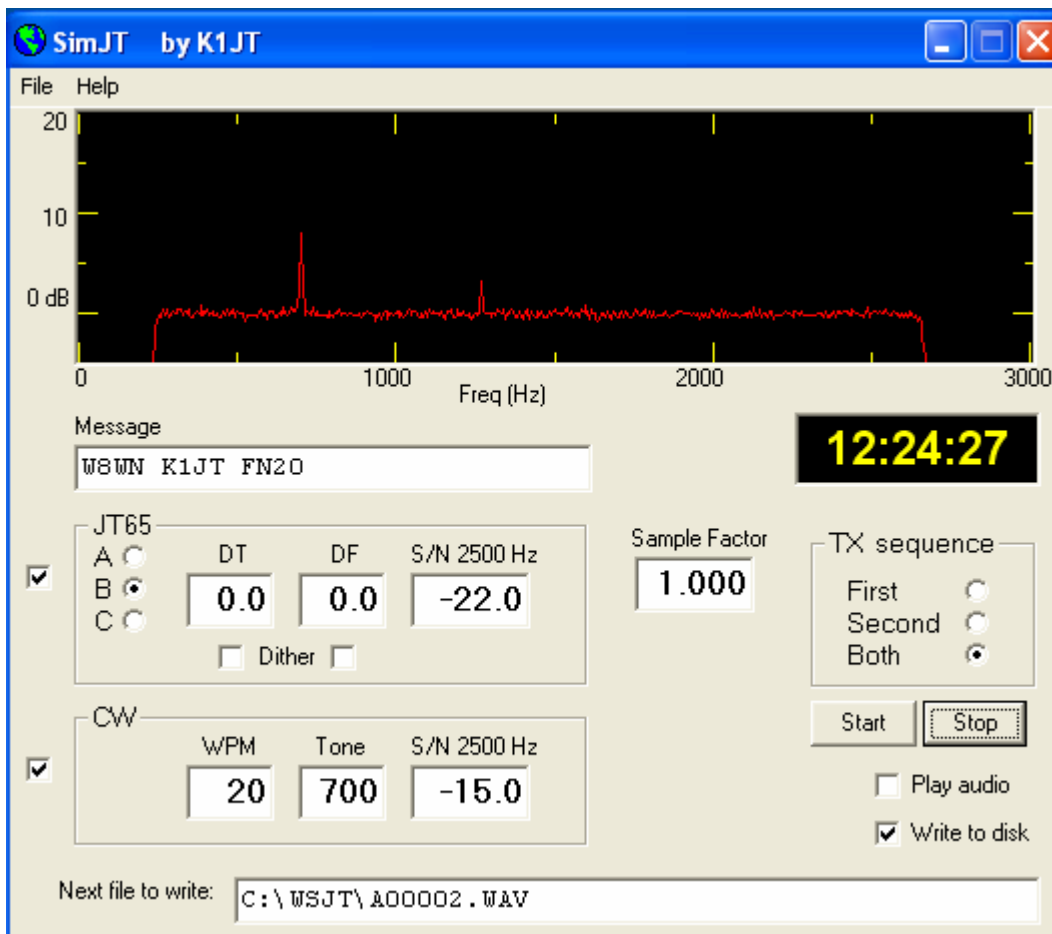 SimJT by K1JT
File Help
20
10
0 dB
0 1000 2000 3000
Freq (Hz)
Message
W8WN K1JT FN20
12:24:27
JT65
A
B
C
DT DF S/N 2500 Hz
0.0 0.0 -22.0
Dither
Sample Factor
1.000
TX sequence
First
Second
Both
CW
WPM Tone S/N 2500 Hz
20 700 -15.0
Start Stop
Play audio
Write to disk
Next file to write: C:\WSJT\A00002.WAV